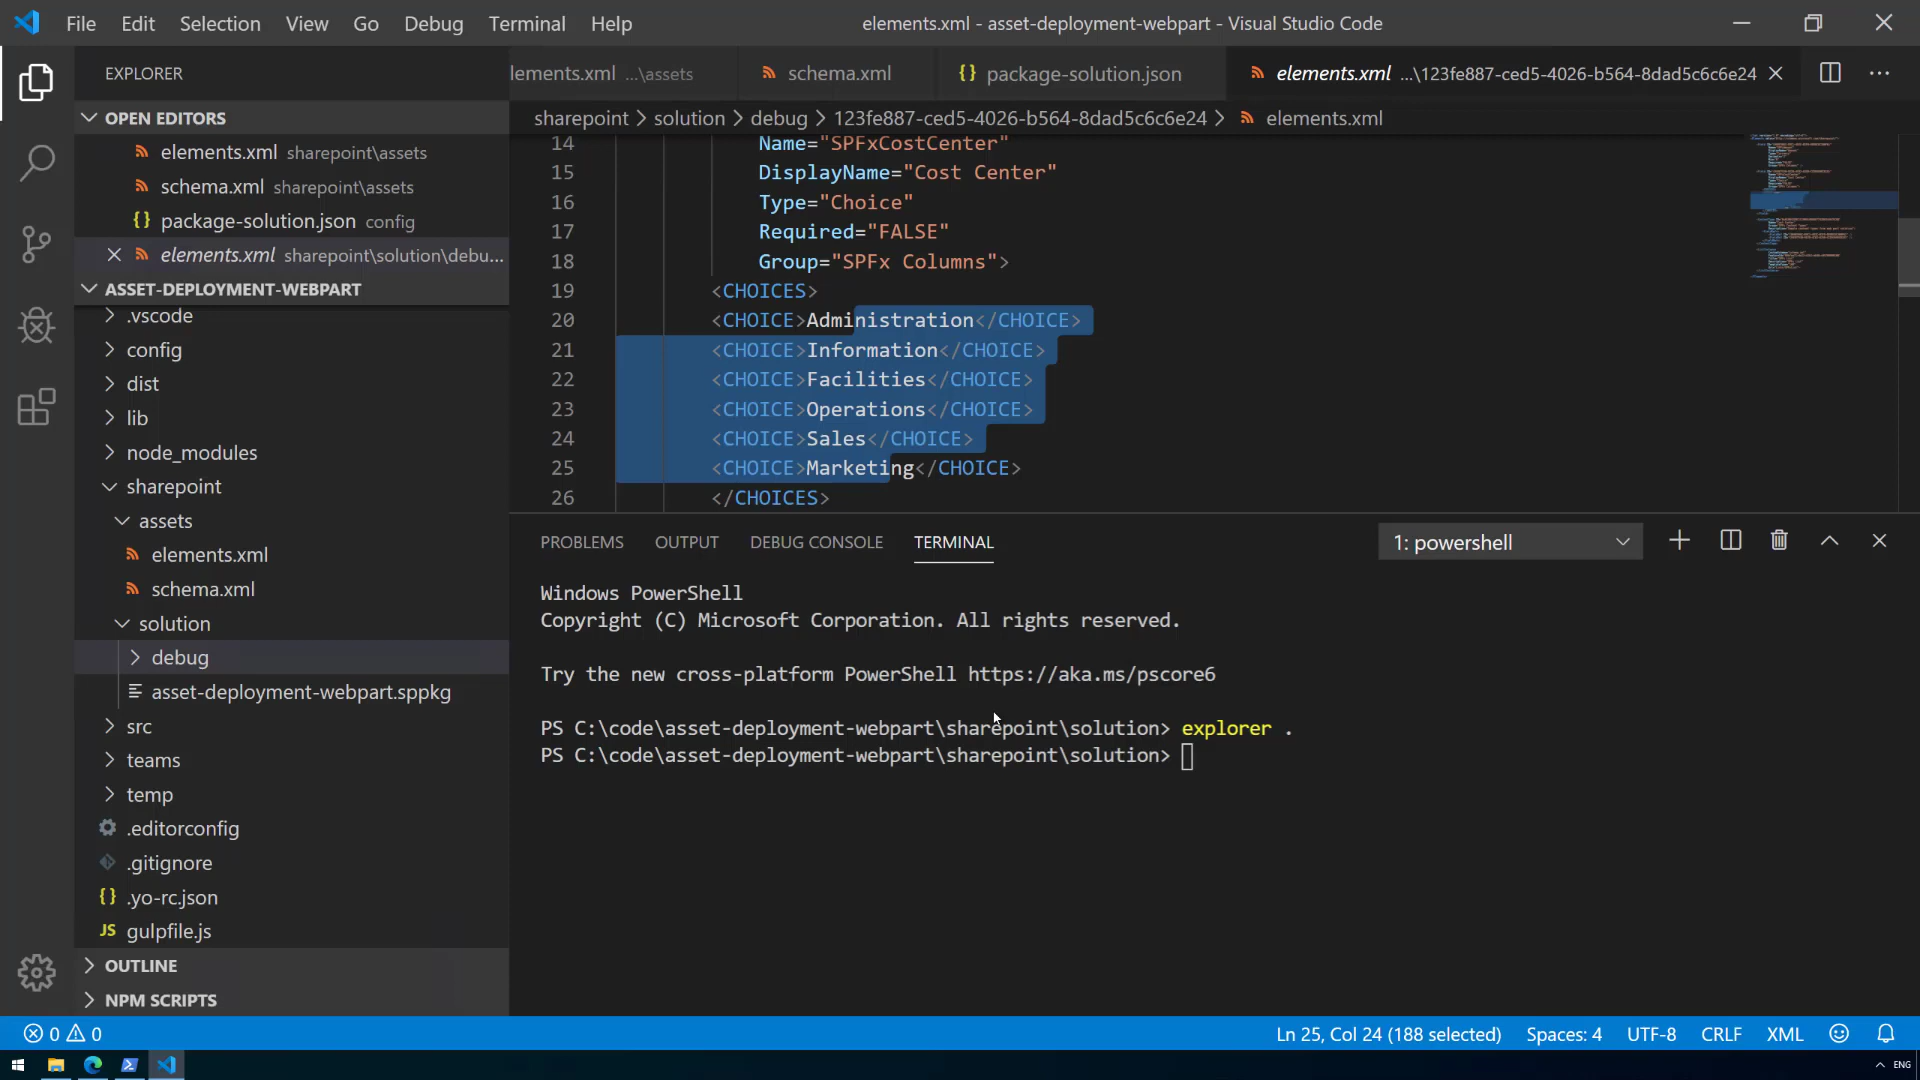 File Edit Selection View Go Debug Terminal Help
elements.xml - asset-deployment-webpart - Visual Studio Code
EXPLORER
OPEN EDITORS
elements.xml sharepoint\assets
schema.xml sharepoint\assets
package-solution.json config
elements.xml sharepoint\solution\debu...
ASSET-DEPLOYMENT-WEBPART
.vscode
config
dist
lib
node_modules
sharepoint
assets
elements.xml
schema.xml
solution
debug
asset-deployment-webpart.sppkg
src
teams
temp
.editorconfig
.gitignore
.yo-rc.json
JS gulpfile.js
OUTLINE
NPM SCRIPTS
lements.xml ...\assets
schema.xml
package-solution.json
elements.xml ...\123fe887-ced5-4026-b564-8dad5c6c6e24
sharepoint > solution > debug > 123fe887-ced5-4026-b564-8dad5c6c6e24 > elements.xml
14 Name="SPFxCostCenter"
15 DisplayName="Cost Center"
16 Type="Choice"
17 Required="FALSE"
18 Group="SPFx Columns">
19 <CHOICES>
20 <CHOICE>Administration</CHOICE>
21 <CHOICE>Information</CHOICE>
22 <CHOICE>Facilities</CHOICE>
23 <CHOICE>Operations</CHOICE>
24 <CHOICE>Sales</CHOICE>
25 <CHOICE>Marketing</CHOICE>
26 </CHOICES>
PROBLEMS OUTPUT DEBUG CONSOLE TERMINAL
1: powershell
Windows PowerShell
Copyright (C) Microsoft Corporation. All rights reserved.
Try the new cross-platform PowerShell https://aka.ms/pscore6
PS C:\code\asset-deployment-webpart\sharepoint\solution> explorer .
PS C:\code\asset-deployment-webpart\sharepoint\solution>
0 0
Ln 25, Col 24 (188 selected) Spaces: 4 UTF-8 CRLF XML
ENG